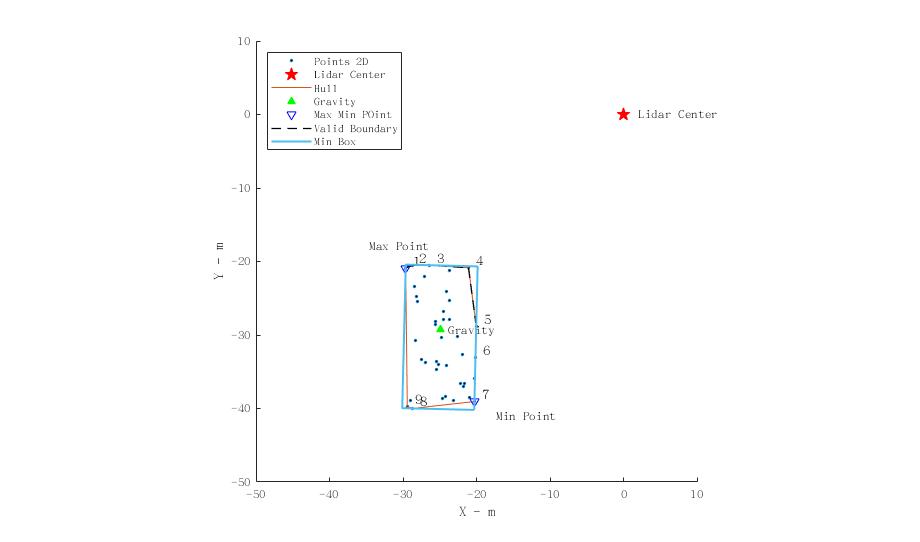 10
0
-10
-20
-30
-40
-50
Y - m
Points 2D
Lidar Center
Hull
Gravity
Max Min POint
Valid Boundary
Min Box
Lidar Center
Max Point
1
2
3
4
5
Gravity
6
7
9
8
Min Point
-50
-40
-30
-20
-10
0
10
X - m